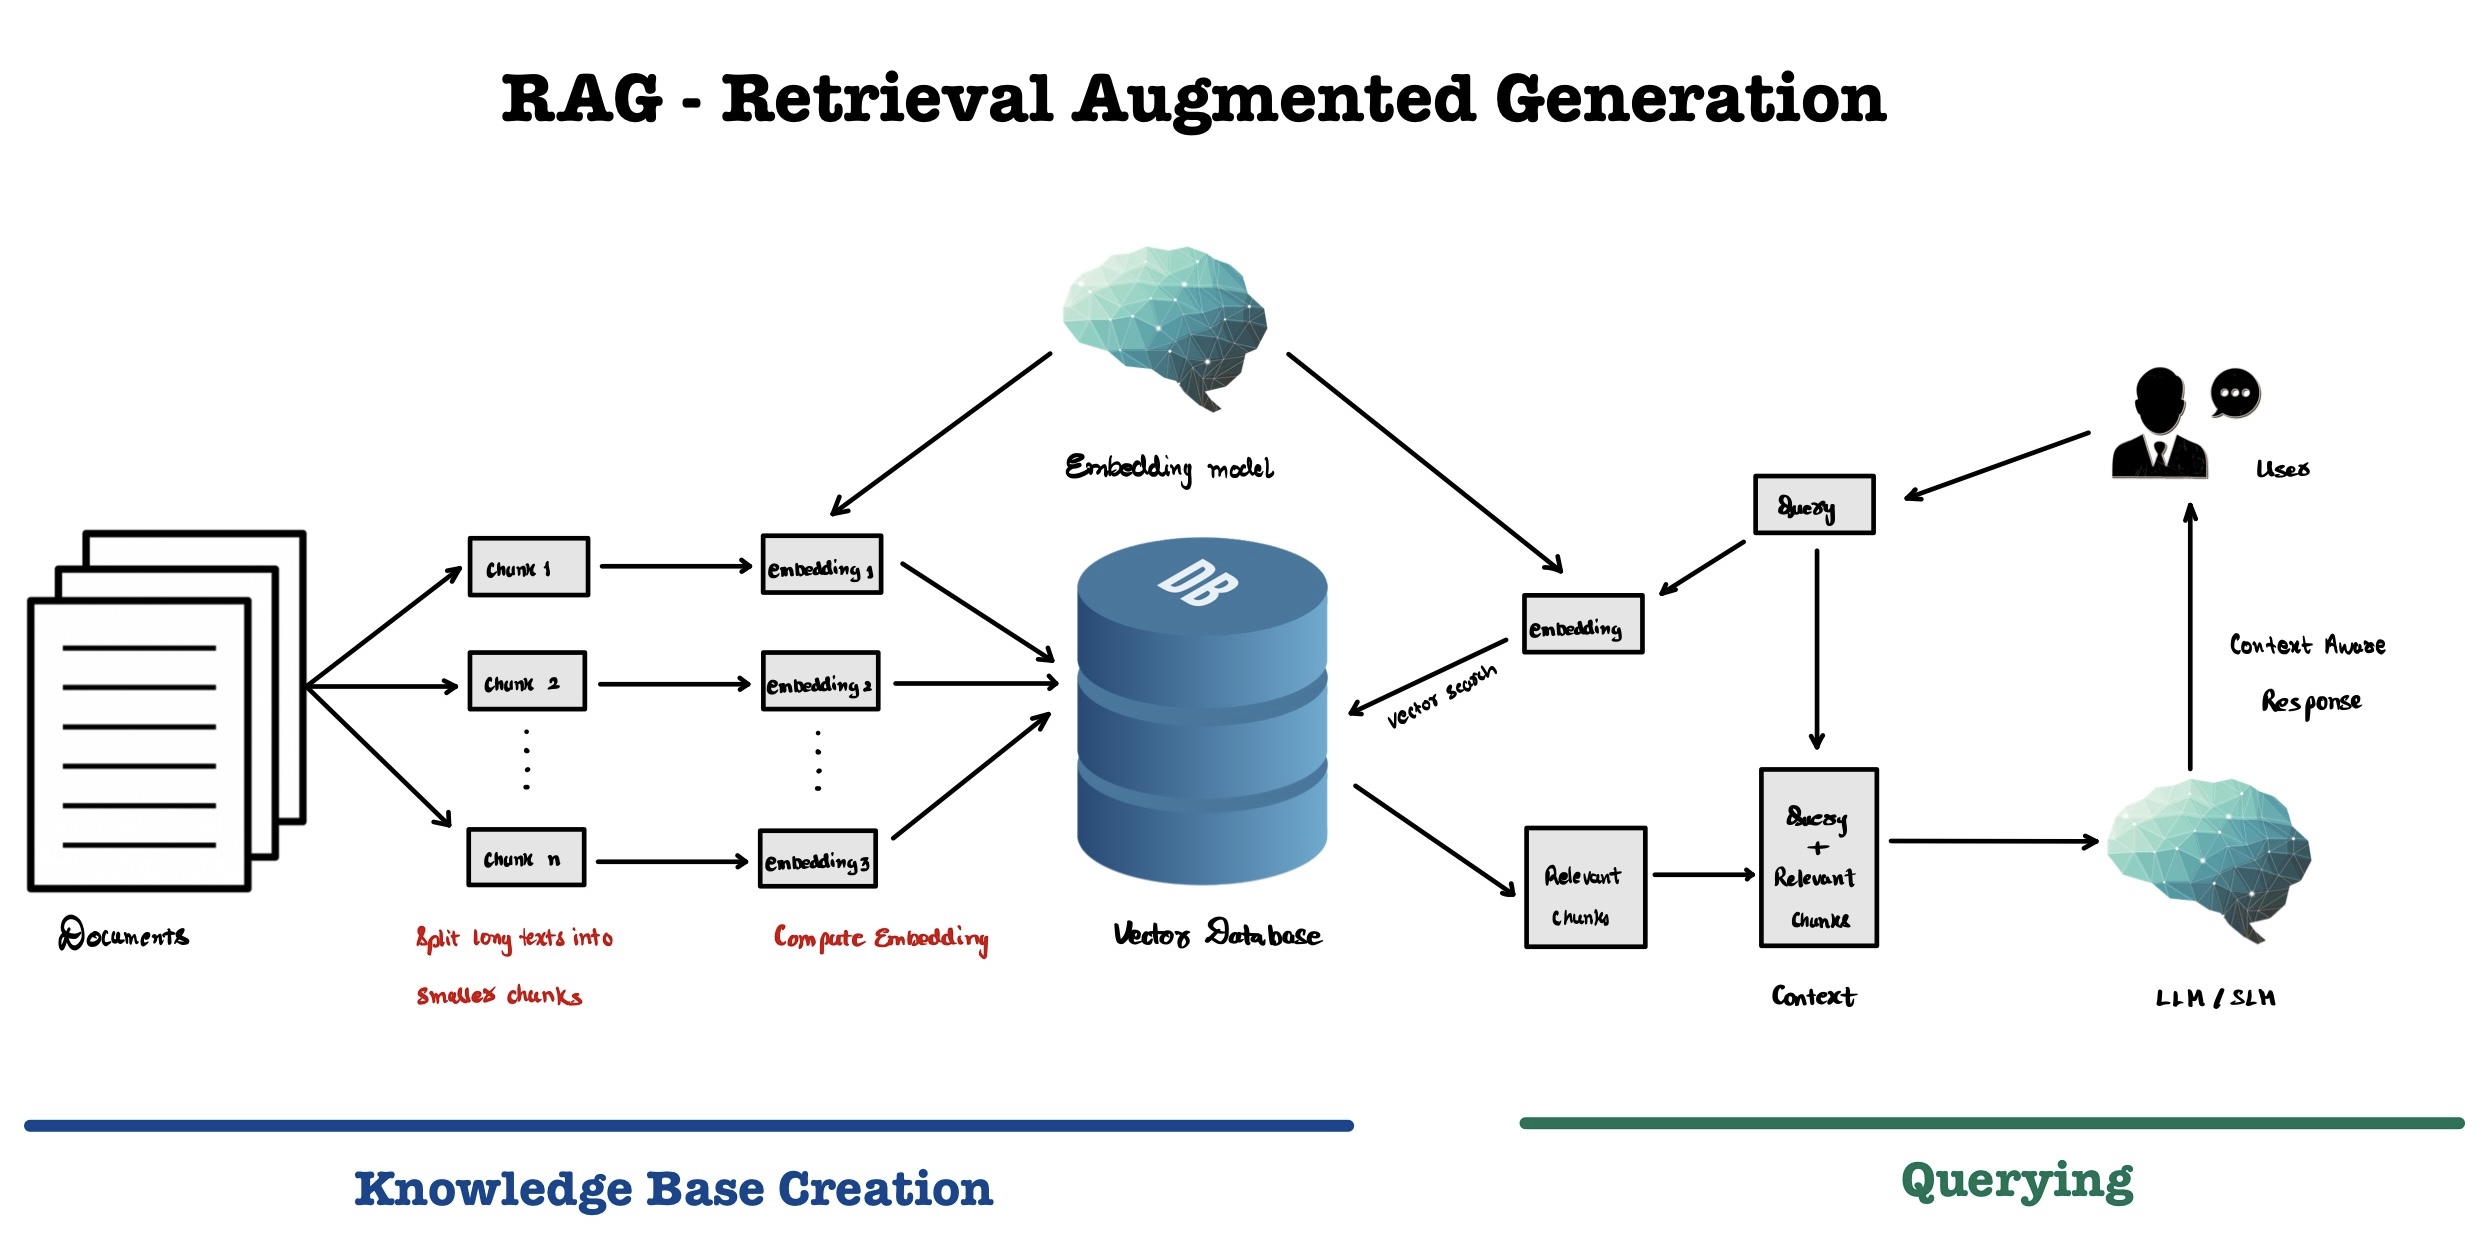 RAG - Retrieval Augmented Generation
Embedding model
User
Query
Chunk 1
Embedding 1
DB
Embedding
Vector search
Chunk 2
Embedding 2
Context Aware
Response
Chunk n
Embedding 3
Relevant
chunks
Query
+
Relevant
chunks
Documents
Split long texts into
smaller chunks
Compute Embedding
Vector Database
Context
LLM / SLM
Knowledge Base Creation
Querying